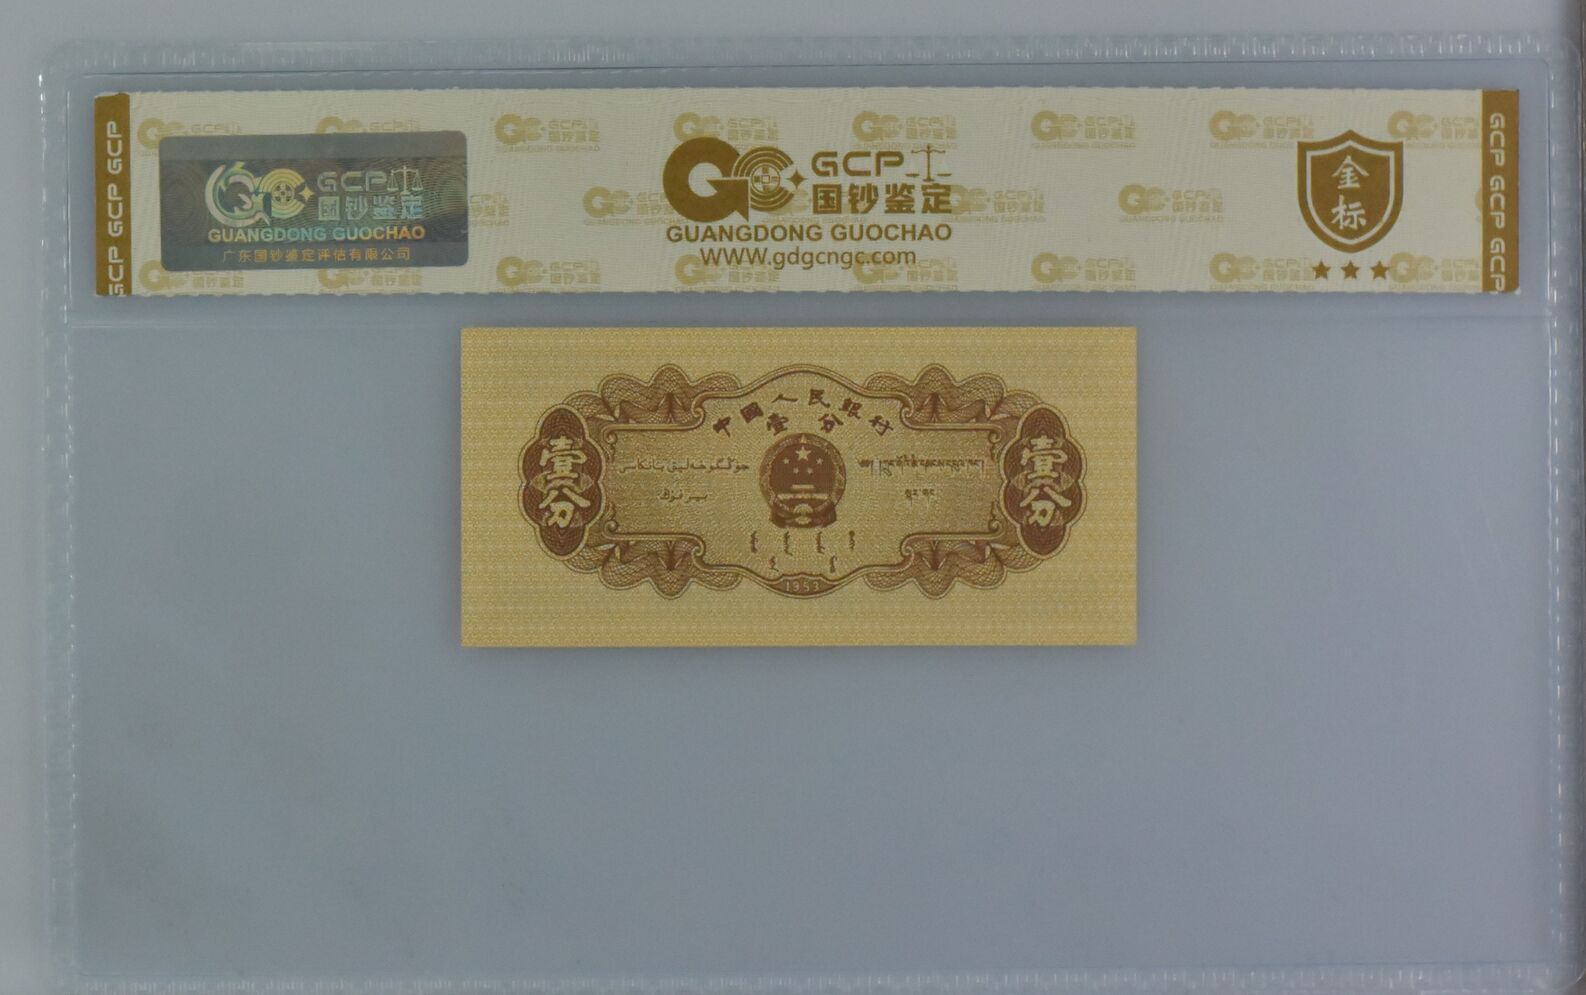 GCP GCP GCP
GCP
国钞鉴定
GUANGDONG GUOCHAO
广东国钞鉴定评估有限公司
GCP
国钞鉴定
GUANGDONG GUOCHAO
WWW.gdgcngc.com
金标
GCP GCP GCP
中国人民银行
壹分
壹分
壹分
1953